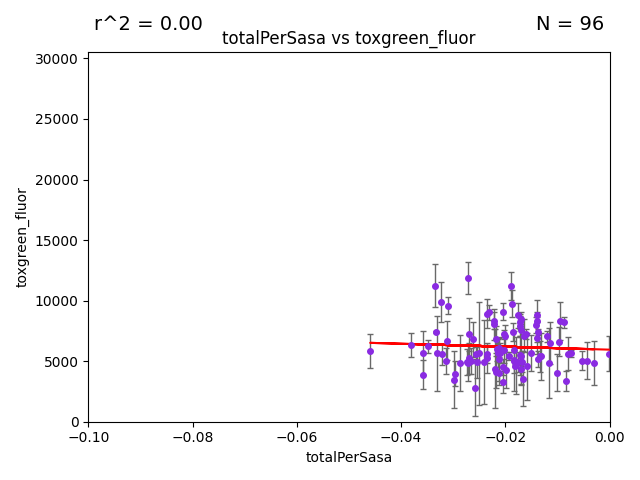 r^2 = 0.00
N = 96
totalPerSasa vs toxgreen_fluor
30000
25000
20000
15000
10000
5000
0
toxgreen_fluor
−0.10
−0.08
−0.06
−0.04
−0.02
0.00
totalPerSasa